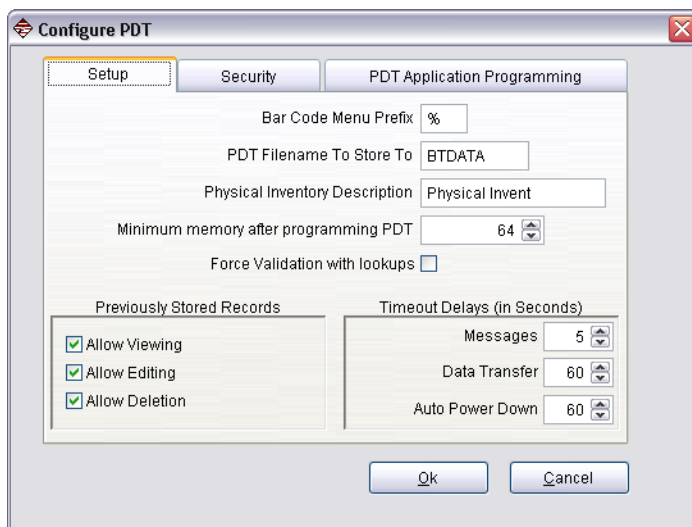 Configure PDT
Setup Security PDT Application Programming
Bar Code Menu Prefix %
PDT Filename To Store To BTDATA
Physical Inventory Description Physical Invent
Minimum memory after programming PDT 64
Force Validation with lookups
Previously Stored Records
Allow Viewing
Allow Editing
Allow Deletion
Timeout Delays (in Seconds)
Messages 5
Data Transfer 60
Auto Power Down 60
Ok Cancel